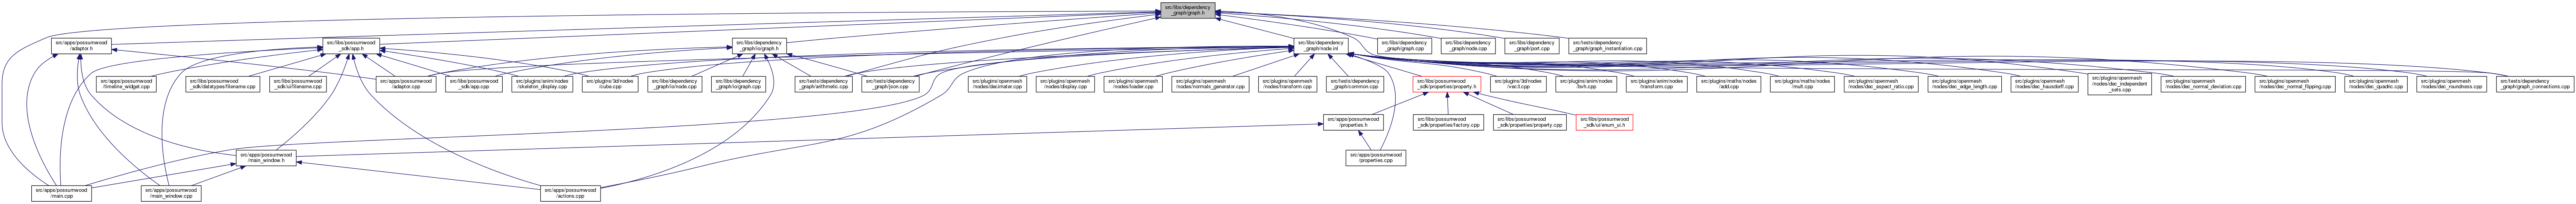 src/libs/dependency
_graph/graph.h
src/apps/possumwood
/adaptor.h
src/libs/possumwood
_sdk/app.h
src/libs/dependency
_graph/io/graph.h
src/libs/dependency
_graph/node.inl
src/libs/dependency
_graph/graph.cpp
src/libs/dependency
_graph/node.cpp
src/libs/dependency
_graph/port.cpp
src/tests/dependency
_graph/graph_instantiation.cpp
src/apps/possumwood
/timeline_widget.cpp
src/libs/possumwood
_sdk/datatypes/filename.cpp
src/libs/possumwood
_sdk/ui/filename.cpp
src/apps/possumwood
/adaptor.cpp
src/libs/possumwood
_sdk/app.cpp
src/plugins/anim/nodes
/skeleton_display.cpp
src/plugins/3d/nodes
/cube.cpp
src/libs/dependency
_graph/io/node.cpp
src/libs/dependency
_graph/io/graph.cpp
src/tests/dependency
_graph/arithmetic.cpp
src/tests/dependency
_graph/json.cpp
src/plugins/openmesh
/nodes/decimater.cpp
src/plugins/openmesh
/nodes/display.cpp
src/plugins/openmesh
/nodes/loader.cpp
src/plugins/openmesh
/nodes/normals_generator.cpp
src/plugins/openmesh
/nodes/transform.cpp
src/tests/dependency
_graph/common.cpp
src/libs/possumwood
_sdk/properties/property.h
src/plugins/3d/nodes
/vec3.cpp
src/plugins/anim/nodes
/bvh.cpp
src/plugins/anim/nodes
/transform.cpp
src/plugins/maths/nodes
/add.cpp
src/plugins/maths/nodes
/mult.cpp
src/plugins/openmesh
/nodes/dec_aspect_ratio.cpp
src/plugins/openmesh
/nodes/dec_edge_length.cpp
src/plugins/openmesh
/nodes/dec_hausdorff.cpp
src/plugins/openmesh
/nodes/dec_independent
_sets.cpp
src/plugins/openmesh
/nodes/dec_normal_deviation.cpp
src/plugins/openmesh
/nodes/dec_normal_flipping.cpp
src/plugins/openmesh
/nodes/dec_quadric.cpp
src/plugins/openmesh
/nodes/dec_roundness.cpp
src/tests/dependency
_graph/graph_connections.cpp
src/apps/possumwood
/properties.h
src/libs/possumwood
_sdk/properties/factory.cpp
src/libs/possumwood
_sdk/properties/property.cpp
src/libs/possumwood
_sdk/ui/enum_ui.h
src/apps/possumwood
/main_window.h
src/apps/possumwood
/properties.cpp
src/apps/possumwood
/main.cpp
src/apps/possumwood
/main_window.cpp
src/apps/possumwood
/actions.cpp